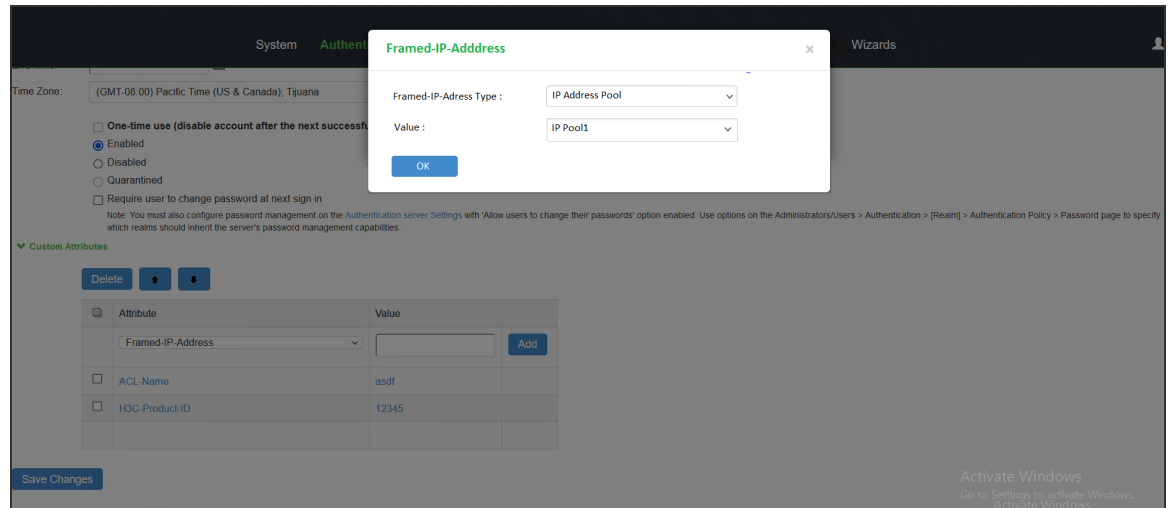 System Authent Wizards
Framed-IP-Adddress ×
Framed-IP-Adress Type : IP Address Pool
Value : IP Pool1
OK
Time Zone: (GMT-08:00) Pacific Time (US & Canada); Tijuana
One-time use (disable account after the next successfu
Enabled
Disabled
Quarantined
Require user to change password at next sign in
Note: You must also configure password management on the Authentication server Settings with 'Allow users to change their passwords' option enabled. Use options on the Administrators/Users > Authentication > [Realm] > Authentication Policy > Password page to specify
which realms should inherit the server's password management capabilities.
Custom Attributes
Delete
Attribute Value
Framed-IP-Address Add
ACL-Name asdf
H3C-Product-ID 12345
Save Changes
Activate Windows
Go to Settings to activate Windows.
Activate Windows